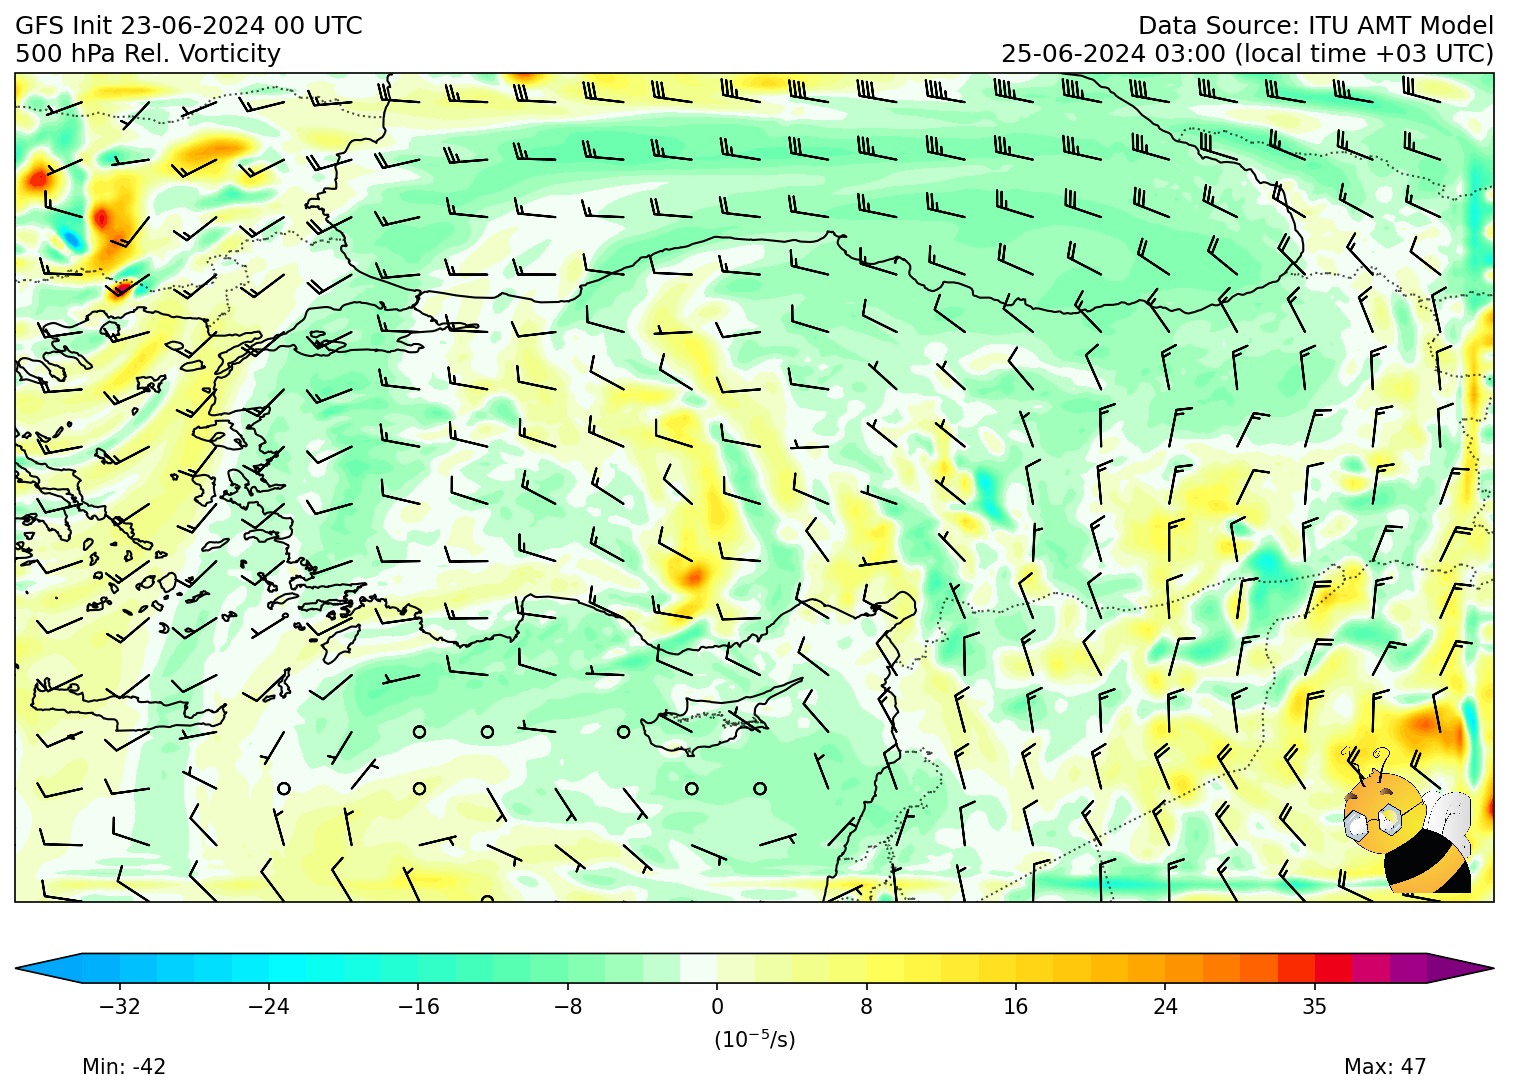 GFS Init 23-06-2024 00 UTC
Data Source: ITU AMT Model
500 hPa Rel. Vorticity
25-06-2024 03:00 (local time +03 UTC)
−32 −24 −16 −8 0 8 16 24 35
(10⁻⁵/s)
Min: -42
Max: 47